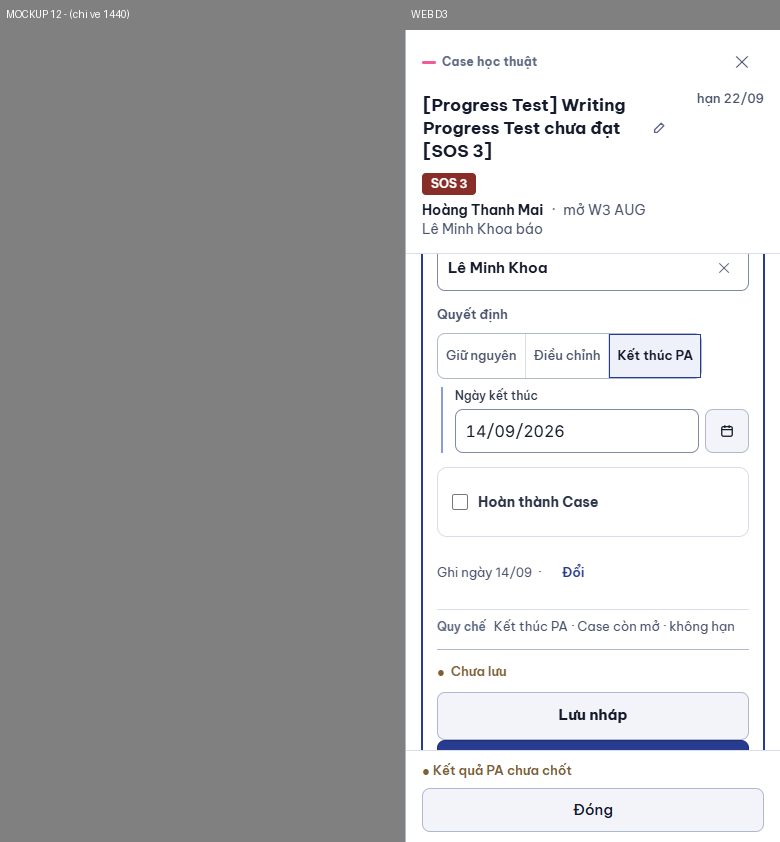 MOCKUP 12 · (chi ve 1440)
WEB D3
Case học thuật
[Progress Test] Writing
Progress Test chưa đạt
[SOS 3]
hạn 22/09
SOS 3
Hoàng Thanh Mai · mở W3 AUG
Lê Minh Khoa báo
Lê Minh Khoa
Quyết định
Giữ nguyên
Điều chỉnh
Kết thúc PA
Ngày kết thúc
14/09/2026
Hoàn thành Case
Ghi ngày 14/09 · Đổi
Quy chế Kết thúc PA · Case còn mở · không hạn
● Chưa lưu
Lưu nháp
● Kết quả PA chưa chốt
Đóng